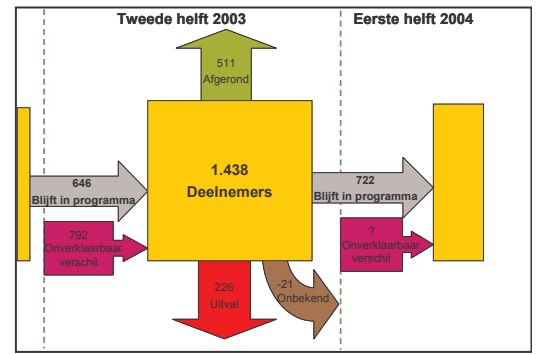 Tweede helft 2003
Eerste helft 2004
511
Afgerond
1.438
Deelnemers
646
Blijft in programma
722
Blijft in programma
792
Onverklaarbaar
verschil
?
Onverklaarbaar
verschil
226
Uitval
-21
Onbekend